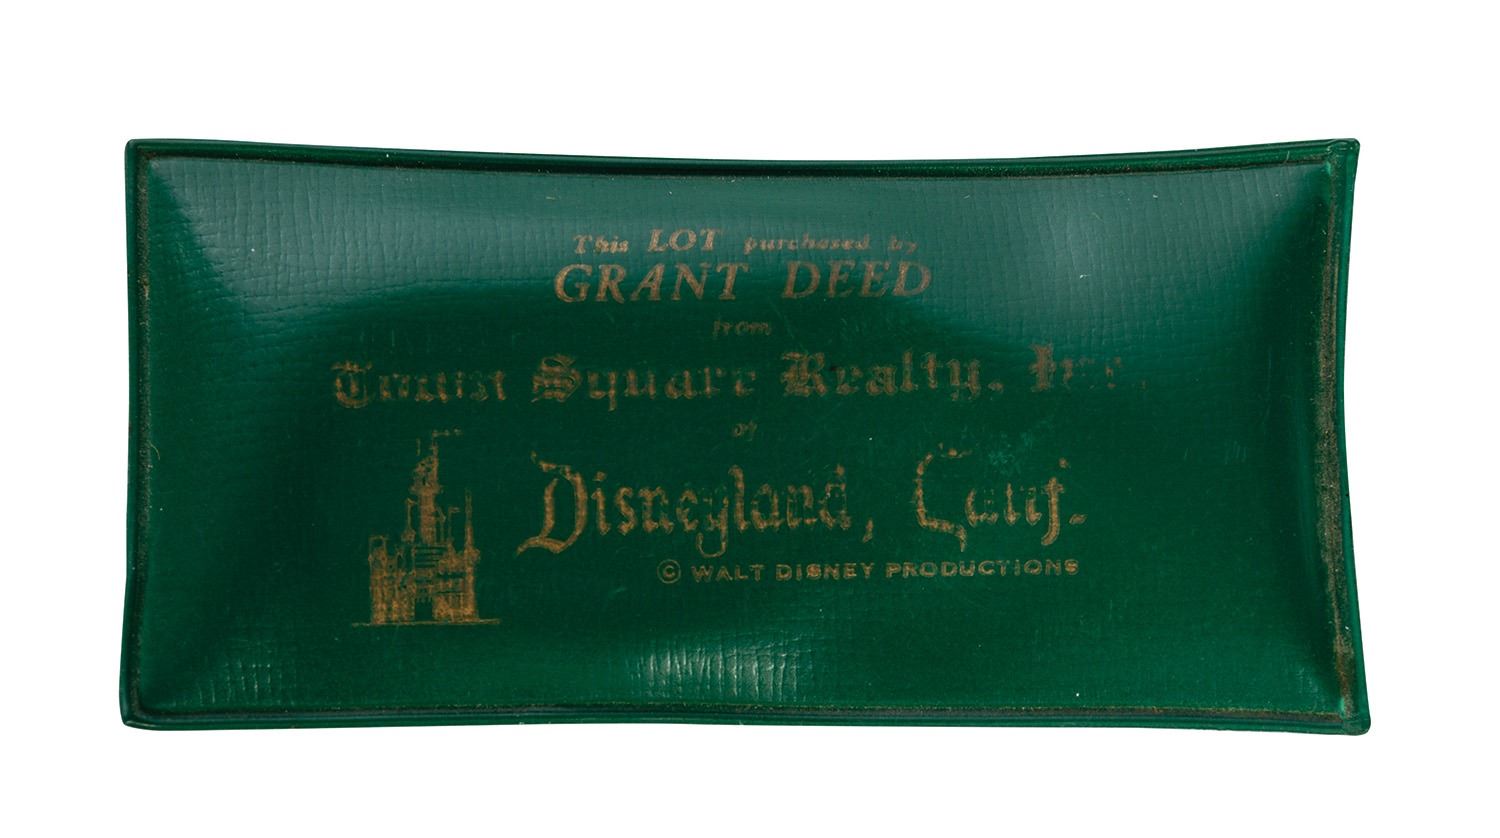 This LOT purchased by
GRANT DEED
from
Town Square Realty, Inc.
of
Disneyland, Calif.
© WALT DISNEY PRODUCTIONS